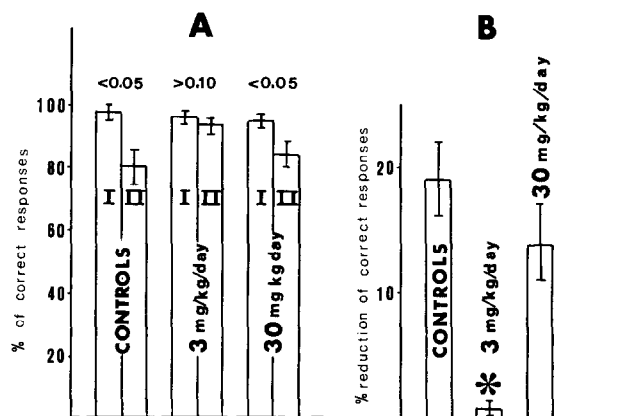 A
<0.05 >0.10 <0.05
100
80
60
40
20
% of correct responses
I II I II I II
CONTROLS
3 mg/kg/day
30 mg kg day
B
20
10
% reduction of correct responses
CONTROLS
* 3 mg/kg/day
30 mg/kg/day